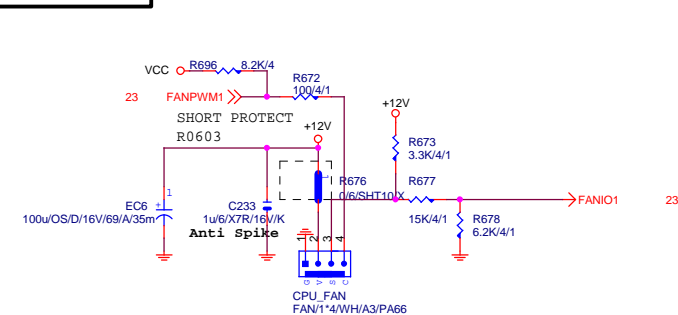 VCC
R696
8.2K/4
R672
100/4/1
23
FANPWM1
+12V
SHORT PROTECT
R0603
+12V
R673
3.3K/4/1
R676
0/6/SHT10/X
R677
15K/4/1
FANIO1
23
1
EC6
100u/OS/D/16V/69/A/35m
C233
1u/6/X7R/16V/K
Anti Spike
R678
6.2K/4/1
1
2
3
4
G
V
S
C
CPU_FAN
FAN/1*4/WH/A3/PA66